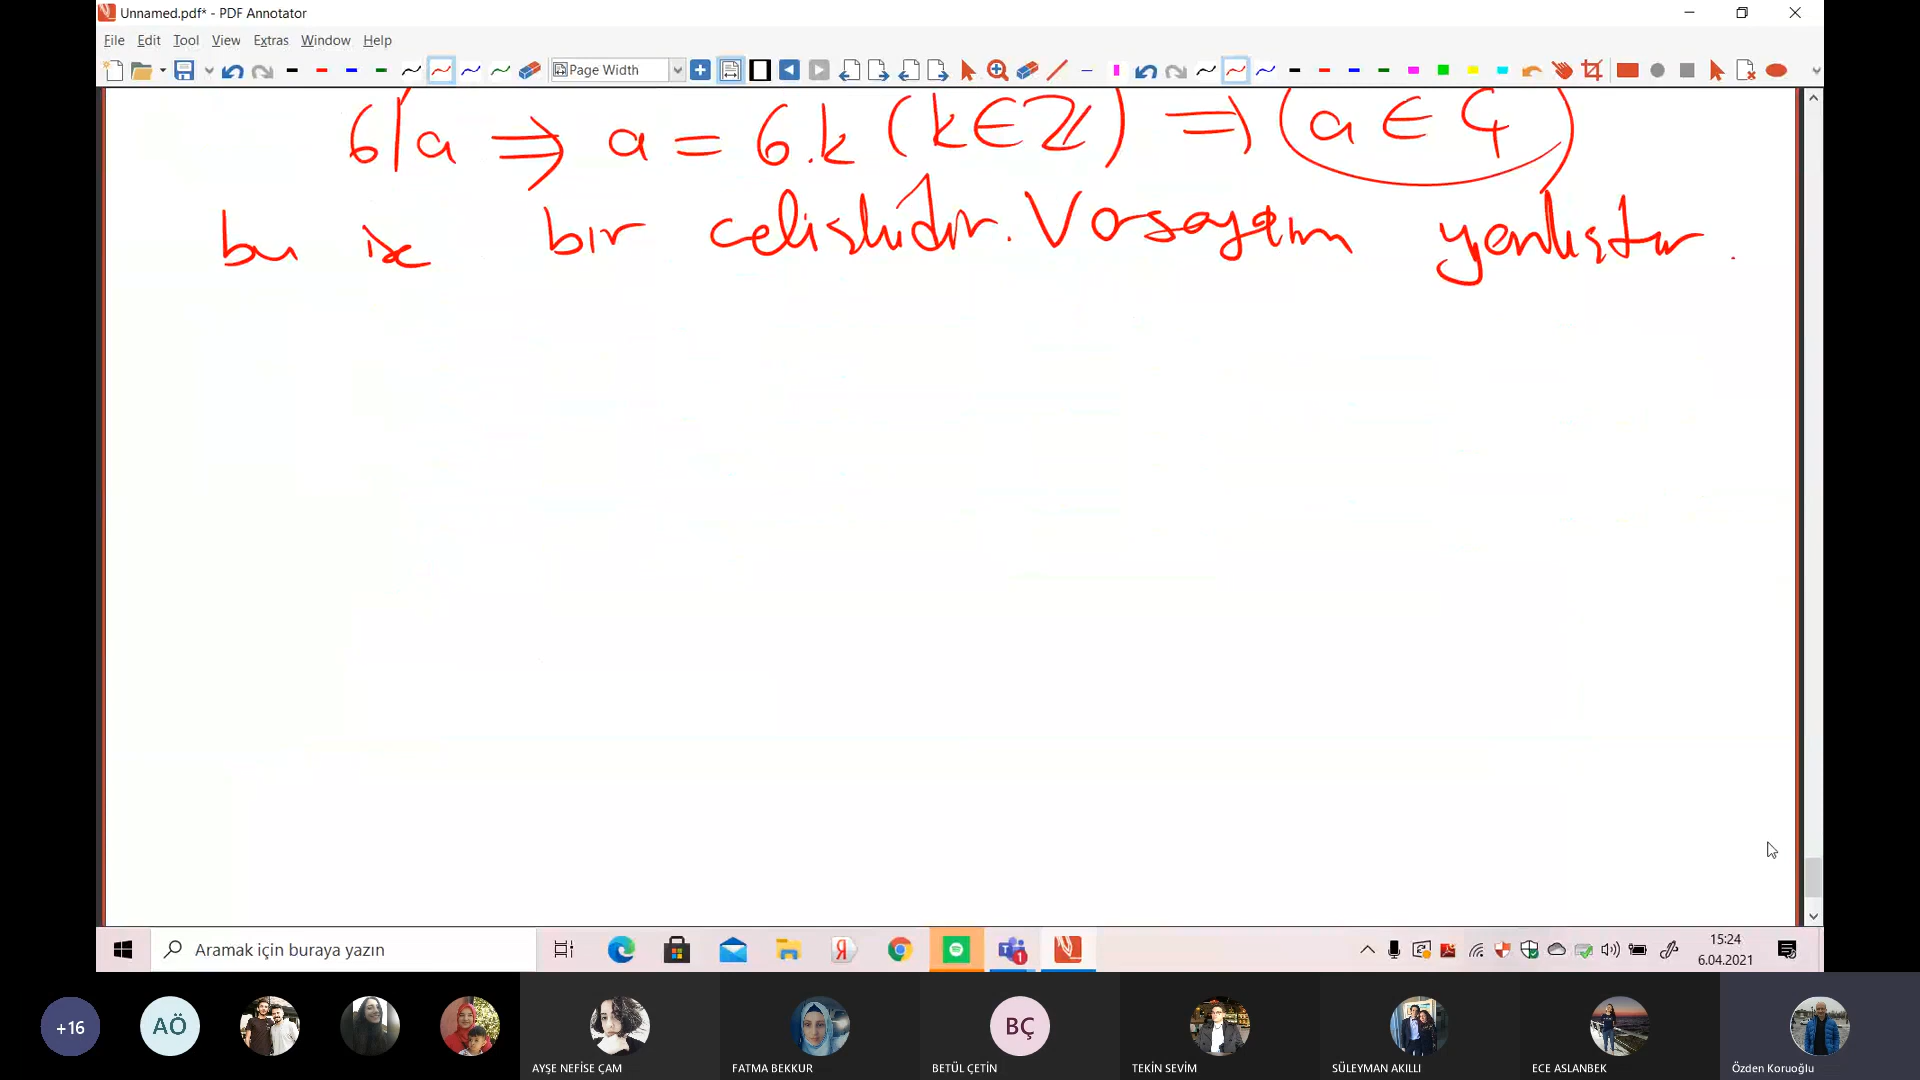 Unnamed.pdf* - PDF Annotator
File Edit Tool View Extras Window Help
Page Width
6|a ⇒ a = 6.k (k∈ℤ) ⇒ (a ∈ Ç)
bu ise bir çelişkidir. Varsayım yanlıştır.
Aramak için buraya yazın
1
15:24
6.04.2021
+16
AÖ
BÇ
AYŞE NEFİSE ÇAM
FATMA BEKKUR
BETÜL ÇETİN
TEKİN SEVİM
SÜLEYMAN AKILLI
ECE ASLANBEK
Özden Koruoğlu